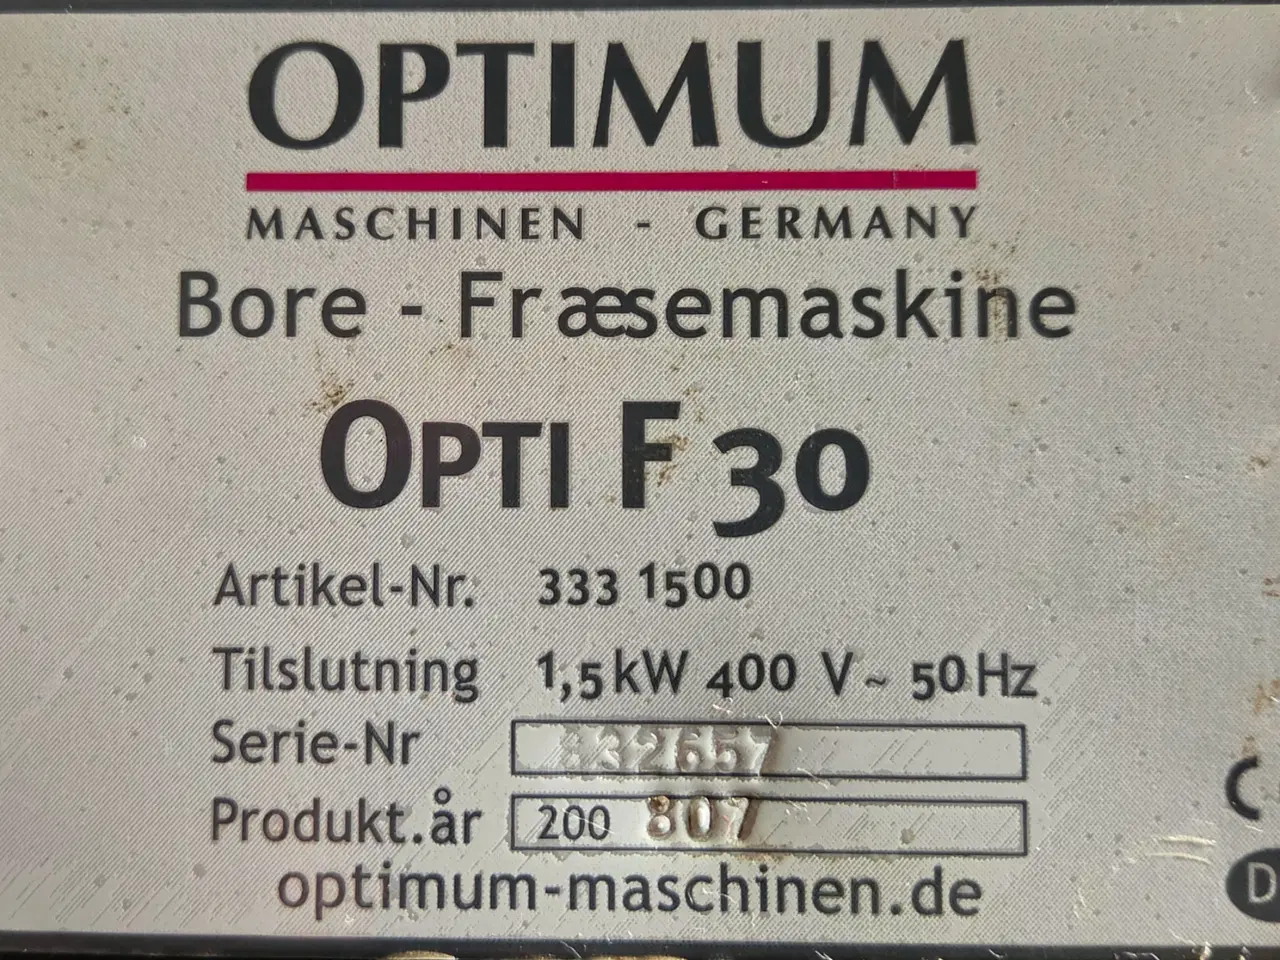 OPTIMUM
MASCHINEN - GERMANY
Bore - Fræsemaskine
OPTI F 30
Artikel-Nr. 333 1500
Tilslutning 1,5kW 400 V ~ 50Hz
Serie-Nr
Produkt.år 200 807
optimum-maschinen.de
D